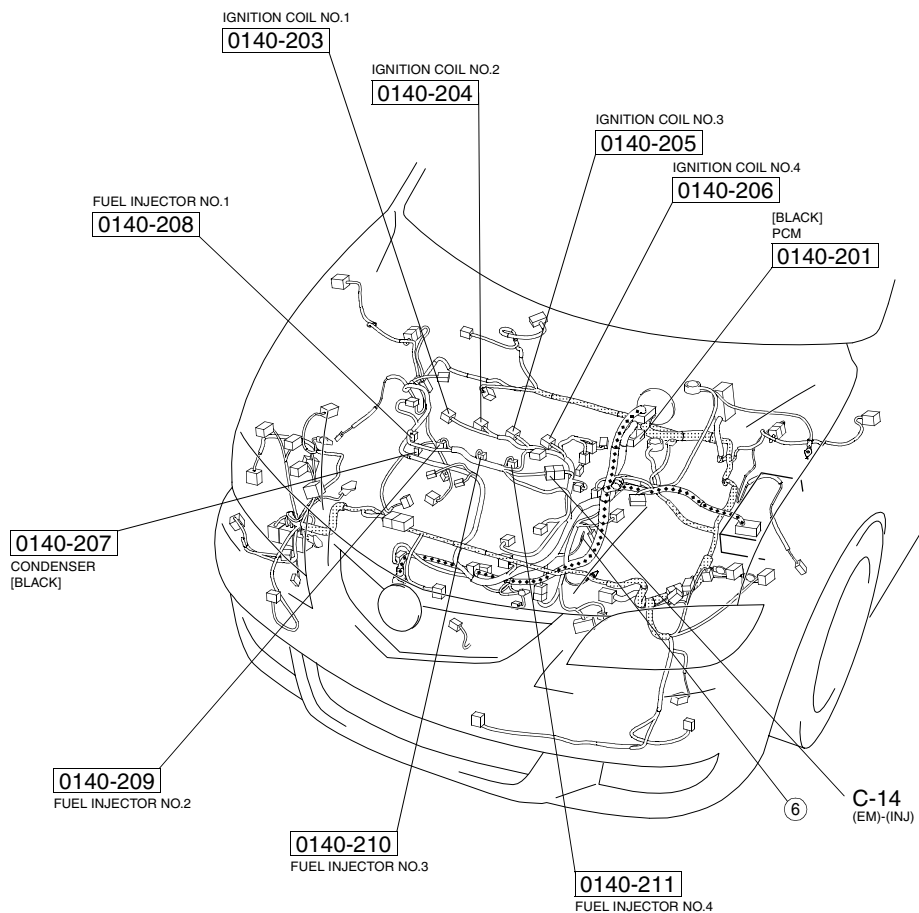 IGNITION COIL NO.1
0140-203
IGNITION COIL NO.2
0140-204
IGNITION COIL NO.3
0140-205
IGNITION COIL NO.4
0140-206
FUEL INJECTOR NO.1
0140-208
[BLACK]
PCM
0140-201
0140-207
CONDENSER
[BLACK]
0140-209
FUEL INJECTOR NO.2
6
C-14
(EM)-(INJ)
0140-210
FUEL INJECTOR NO.3
0140-211
FUEL INJECTOR NO.4